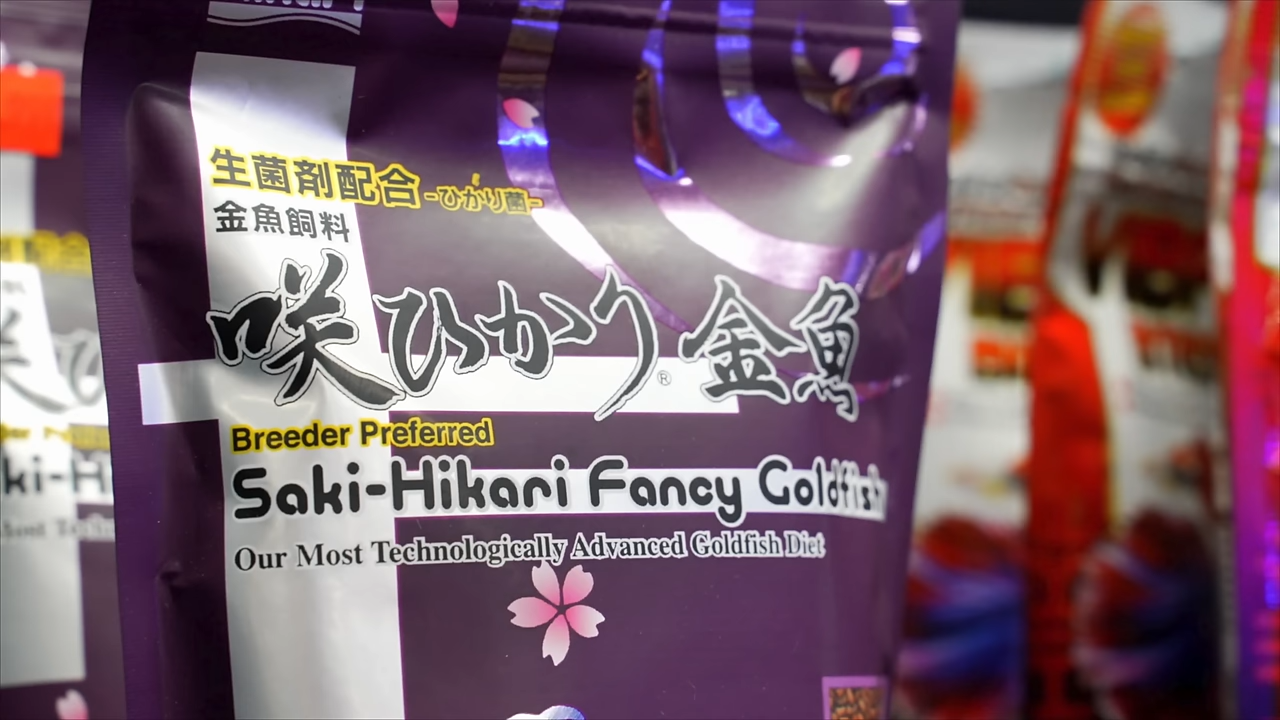 生菌剤配合-ひかり菌-
金魚飼料
咲ひかり®金魚
Breeder Preferred
Saki-Hikari Fancy Goldfish
Our Most Technologically Advanced Goldfish Diet